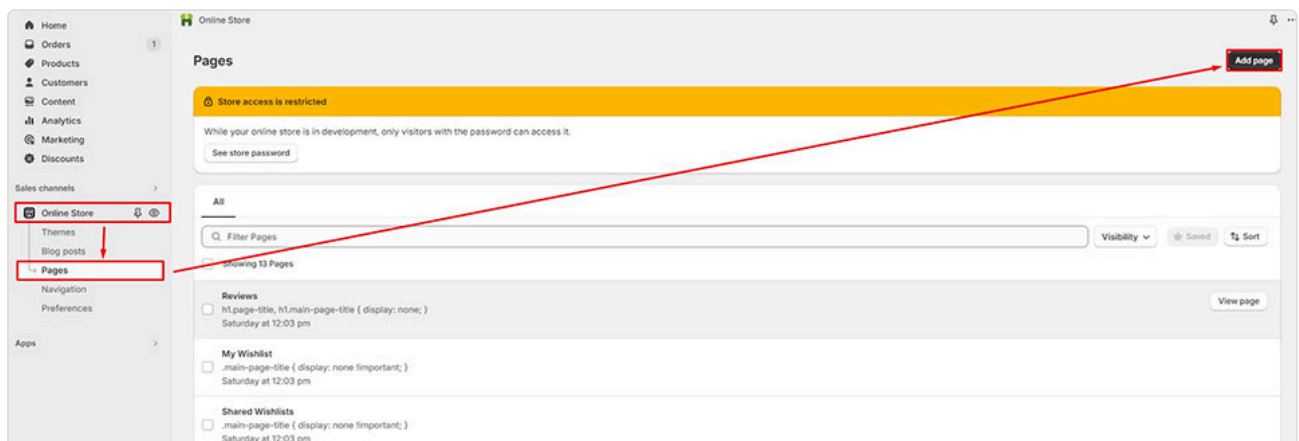 Home
Orders 1
Products
Customers
Content
Analytics
Marketing
Discounts
Sales channels
Online Store
Themes
Blog posts
Pages
Navigation
Preferences
Apps
Online Store
Pages
Add page
Store access is restricted
While your online store is in development, only visitors with the password can access it.
See store password
All
Filter Pages
Visibility
Saved
Sort
Showing 13 Pages
Reviews
h1.page-title, h1.main-page-title { display: none; }
Saturday at 12:03 pm
View page
My Wishlist
.main-page-title { display: none !important; }
Saturday at 12:03 pm
Shared Wishlists
.main-page-title { display: none !important; }
Saturday at 12:03 pm